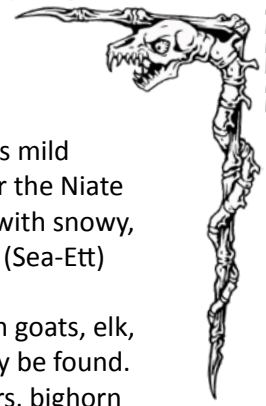 s mild
r the Niate
with snowy,
(Sea-Ett)
n goats, elk,
y be found.
rs, bighorn